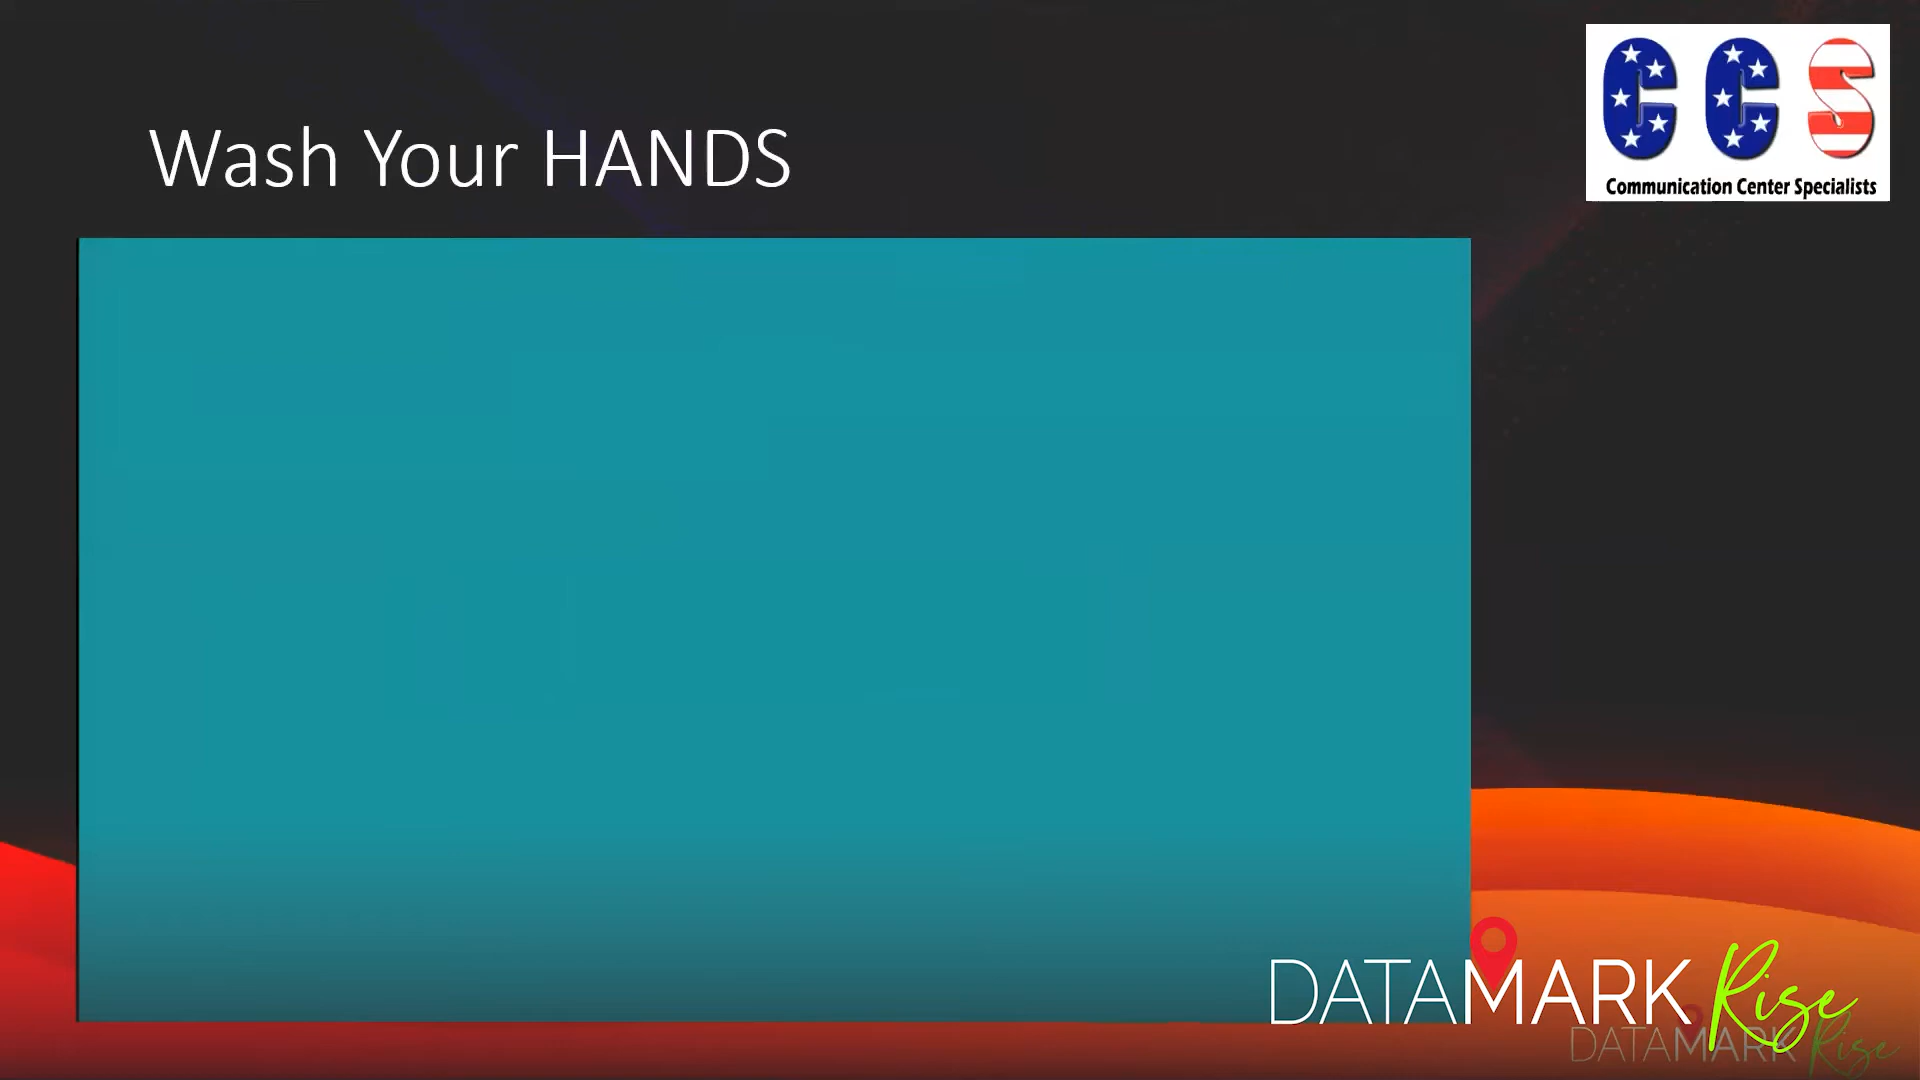 CCS
Communication Center Specialists
Wash Your HANDS
DATAMARK Rise
DATAMARK Rise